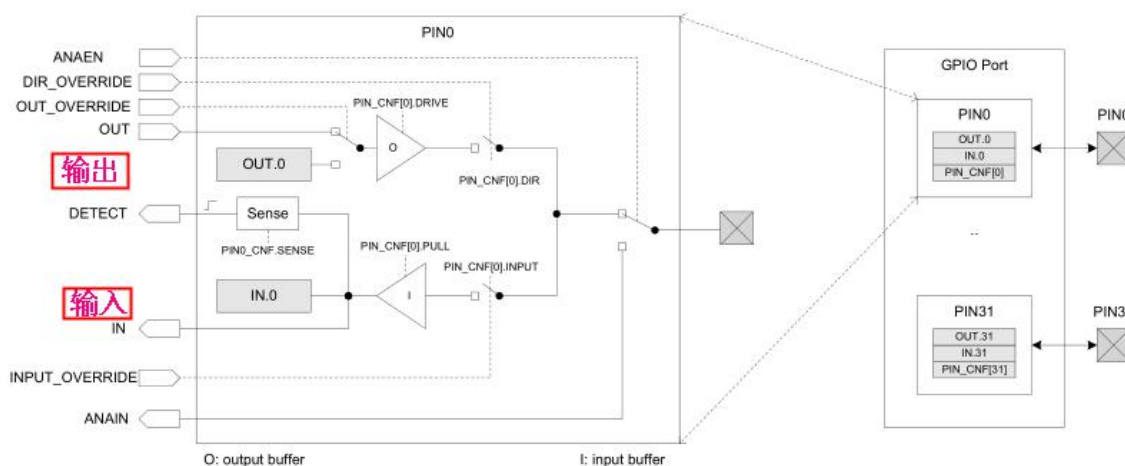 PIN0
ANAEN
DIR_OVERRIDE
OUT_OVERRIDE
OUT
PIN_CNF[0].DRIVE
O
OUT.0
PIN_CNF[0].DIR
输出
DETECT
Sense
PIN0_CNF.SENSE
PIN_CNF[0].PULL
PIN_CNF[0].INPUT
I
IN.0
输入
IN
INPUT_OVERRIDE
ANAIN
O: output buffer
I: input buffer
GPIO Port
PIN0
OUT.0
IN.0
PIN_CNF[0]
PIN0
..
PIN31
OUT.31
IN.31
PIN_CNF[31]
PIN3